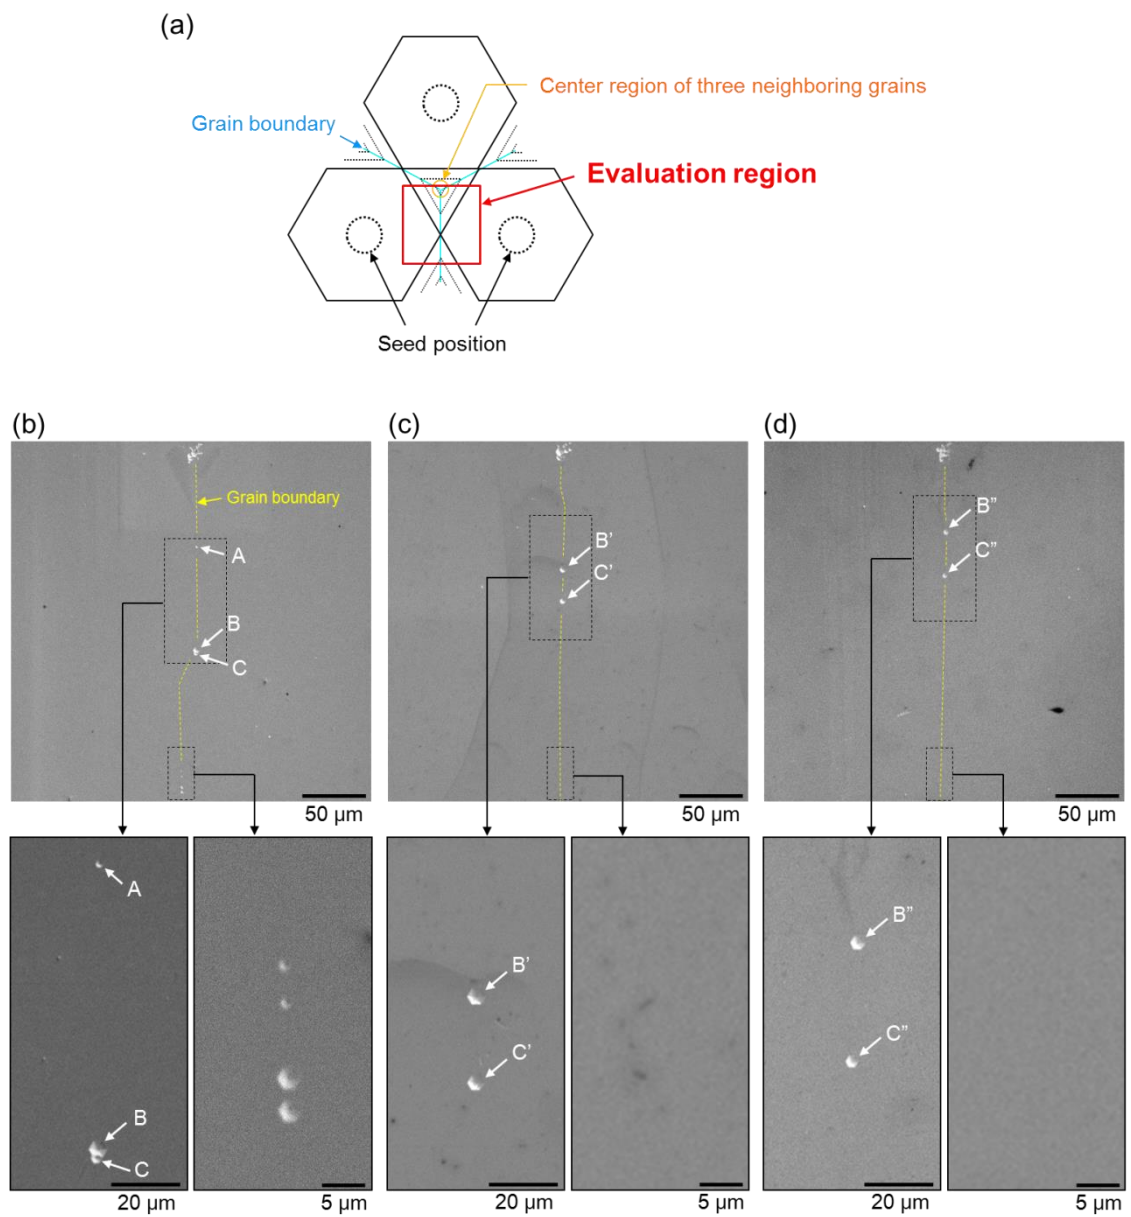 (a)
Center region of three neighboring grains
Grain boundary
Evaluation region
Seed position
(b)
(c)
(d)
Grain boundary
A
B
C
50 μm
B’
C’
50 μm
B”
C”
50 μm
A
B
C
20 μm
5 μm
B’
C’
20 μm
5 μm
B”
C”
20 μm
5 μm